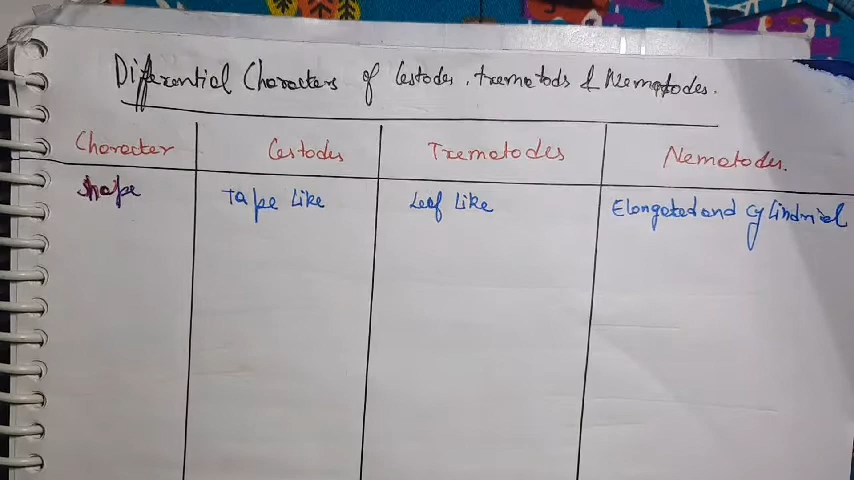 Differential Characters of Cestodes, trematods & Nematodes.
Character Cestodes Trematodes Nematodes.
Shape Tape Like Leaf Like Elongated and cylindrical